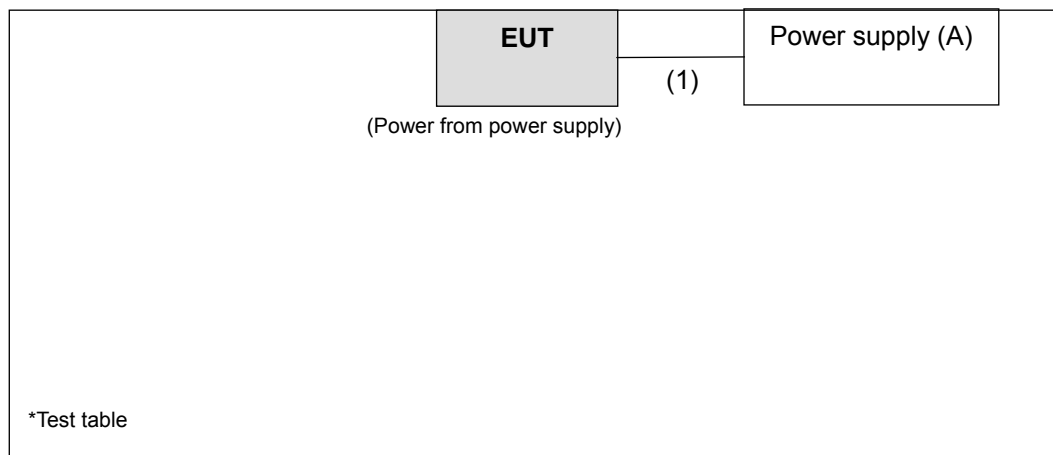 EUT
Power supply (A)
(1)
(Power from power supply)
*Test table